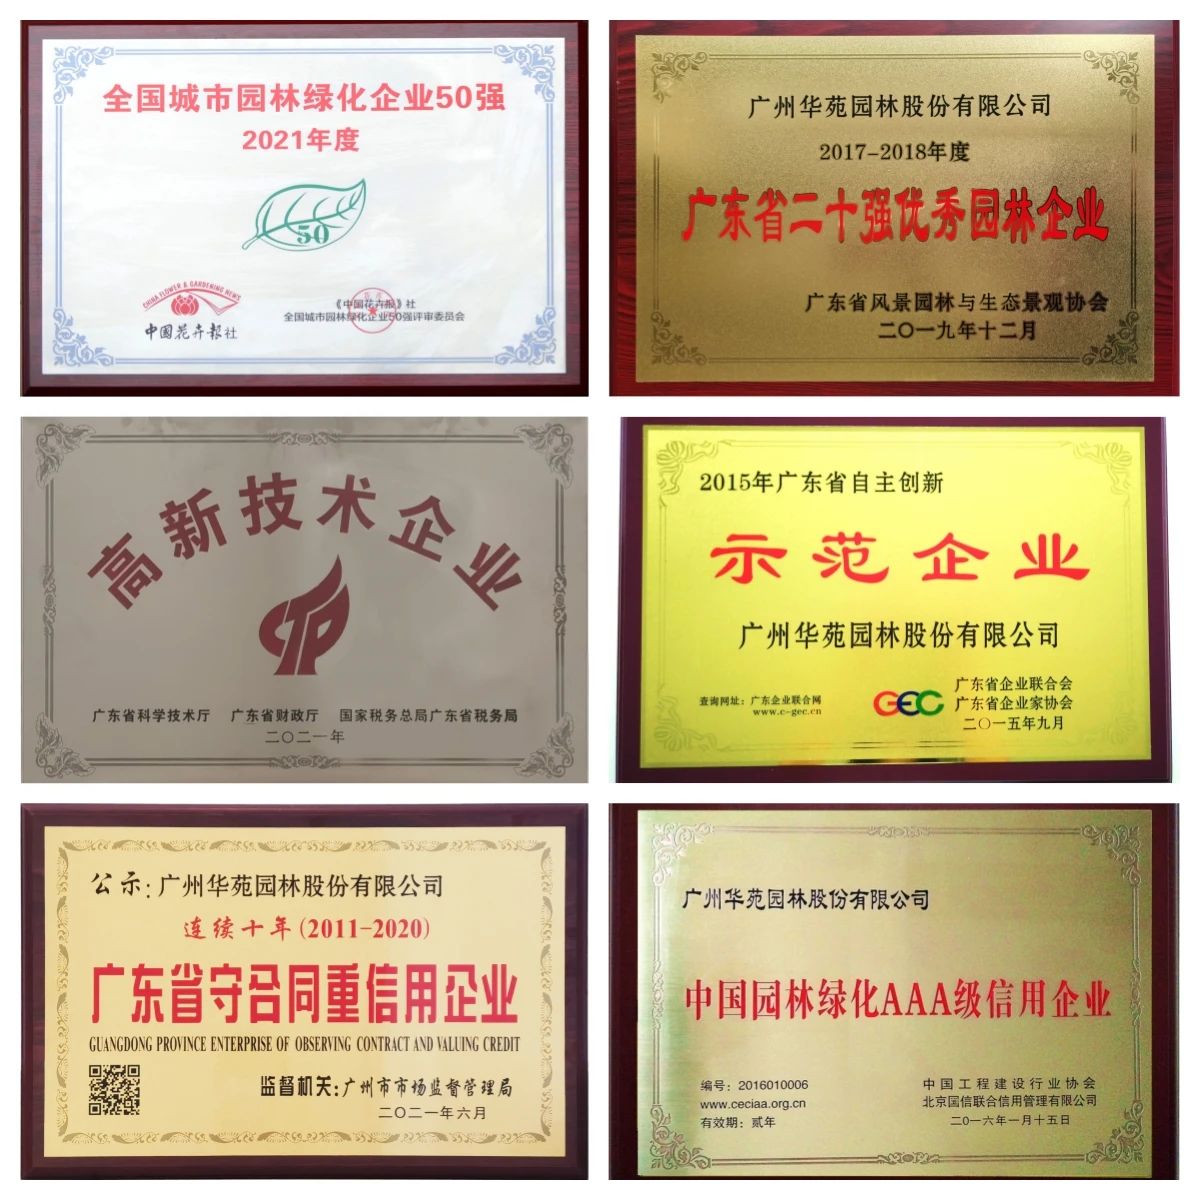 全国城市园林绿化企业50强
2021年度
50
CHINA FLOWER & GARDENING NEWS
中国花卉報社
《中国花卉报》社
全国城市园林绿化企业50强评审委员会
广州华苑园林股份有限公司
2017-2018年度
广东省二十强优秀园林企业
广东省风景园林与生态景观协会
二〇一九年十二月
高新技术企业
广东省科学技术厅 广东省财政厅 国家税务总局广东省税务局
二〇二一年
2015年广东省自主创新
示范企业
广州华苑园林股份有限公司
查询网址：广东企业联合网
www.c-gec.cn
GEC
广东省企业联合会
广东省企业家协会
二〇一五年九月
公示：广州华苑园林股份有限公司
连续十年(2011-2020)
广东省守合同重信用企业
GUANGDONG PROVINCE ENTERPRISE OF OBSERVING CONTRACT AND VALUING CREDIT
监督机关：广州市市场监督管理局
二〇二一年六月
广州华苑园林股份有限公司
中国园林绿化AAA级信用企业
编号：2016010006
www.ceciaa.org.cn
有效期：贰年
中国工程建设行业协会
北京国信联合信用管理有限公司
二〇一六年一月十五日